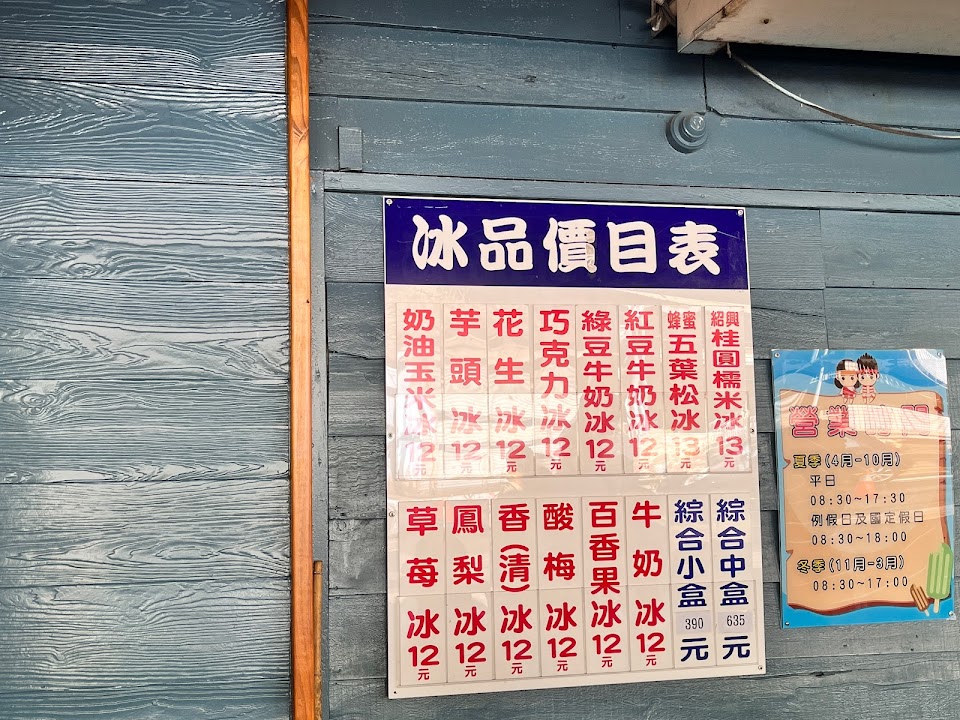 冰品價目表
紹興桂圓糯米冰13元
蜂蜜五葉松冰13元
紅豆牛奶冰12元
綠豆牛奶冰12元
巧克力冰12元
花生冰12元
芋頭冰12元
奶油玉米冰12元
綜合中盒635元
綜合小盒390元
牛奶冰12元
百香果冰12元
酸梅冰12元
香(清)冰12元
鳳梨冰12元
草莓冰12元
營業時間
夏季(4月-10月)
平日
08:30~17:30
例假日及國定假日
08:30~18:00
冬季(11月-3月)
08:30~17:00